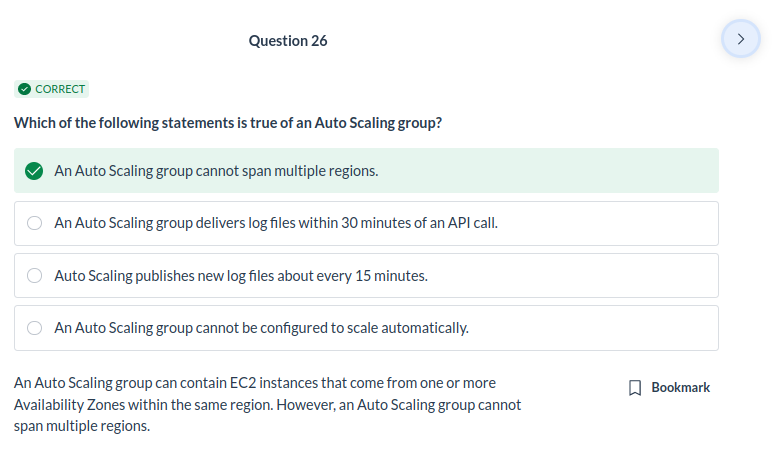 Question 26
CORRECT
Which of the following statements is true of an Auto Scaling group?
An Auto Scaling group cannot span multiple regions.
An Auto Scaling group delivers log files within 30 minutes of an API call.
Auto Scaling publishes new log files about every 15 minutes.
An Auto Scaling group cannot be configured to scale automatically.
An Auto Scaling group can contain EC2 instances that come from one or more
Availability Zones within the same region. However, an Auto Scaling group cannot
span multiple regions.
Bookmark